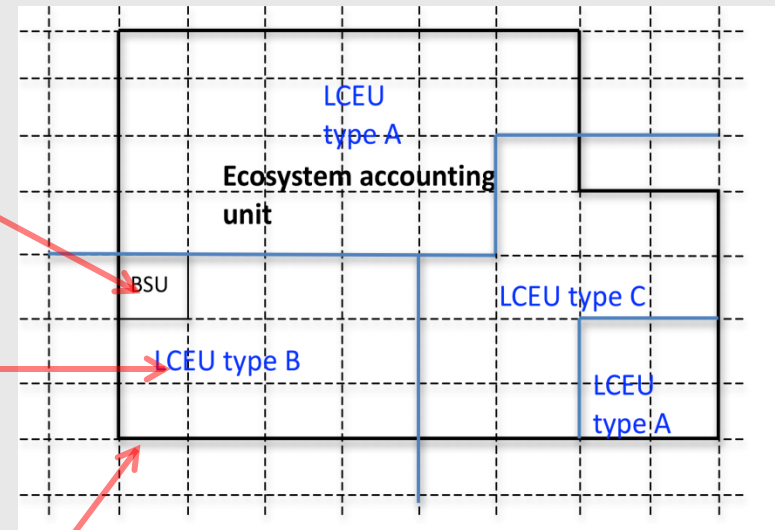 LCEU
type A
Ecosystem accounting
unit
BSU
LCEU type C
LCEU type B
LCEU
type A